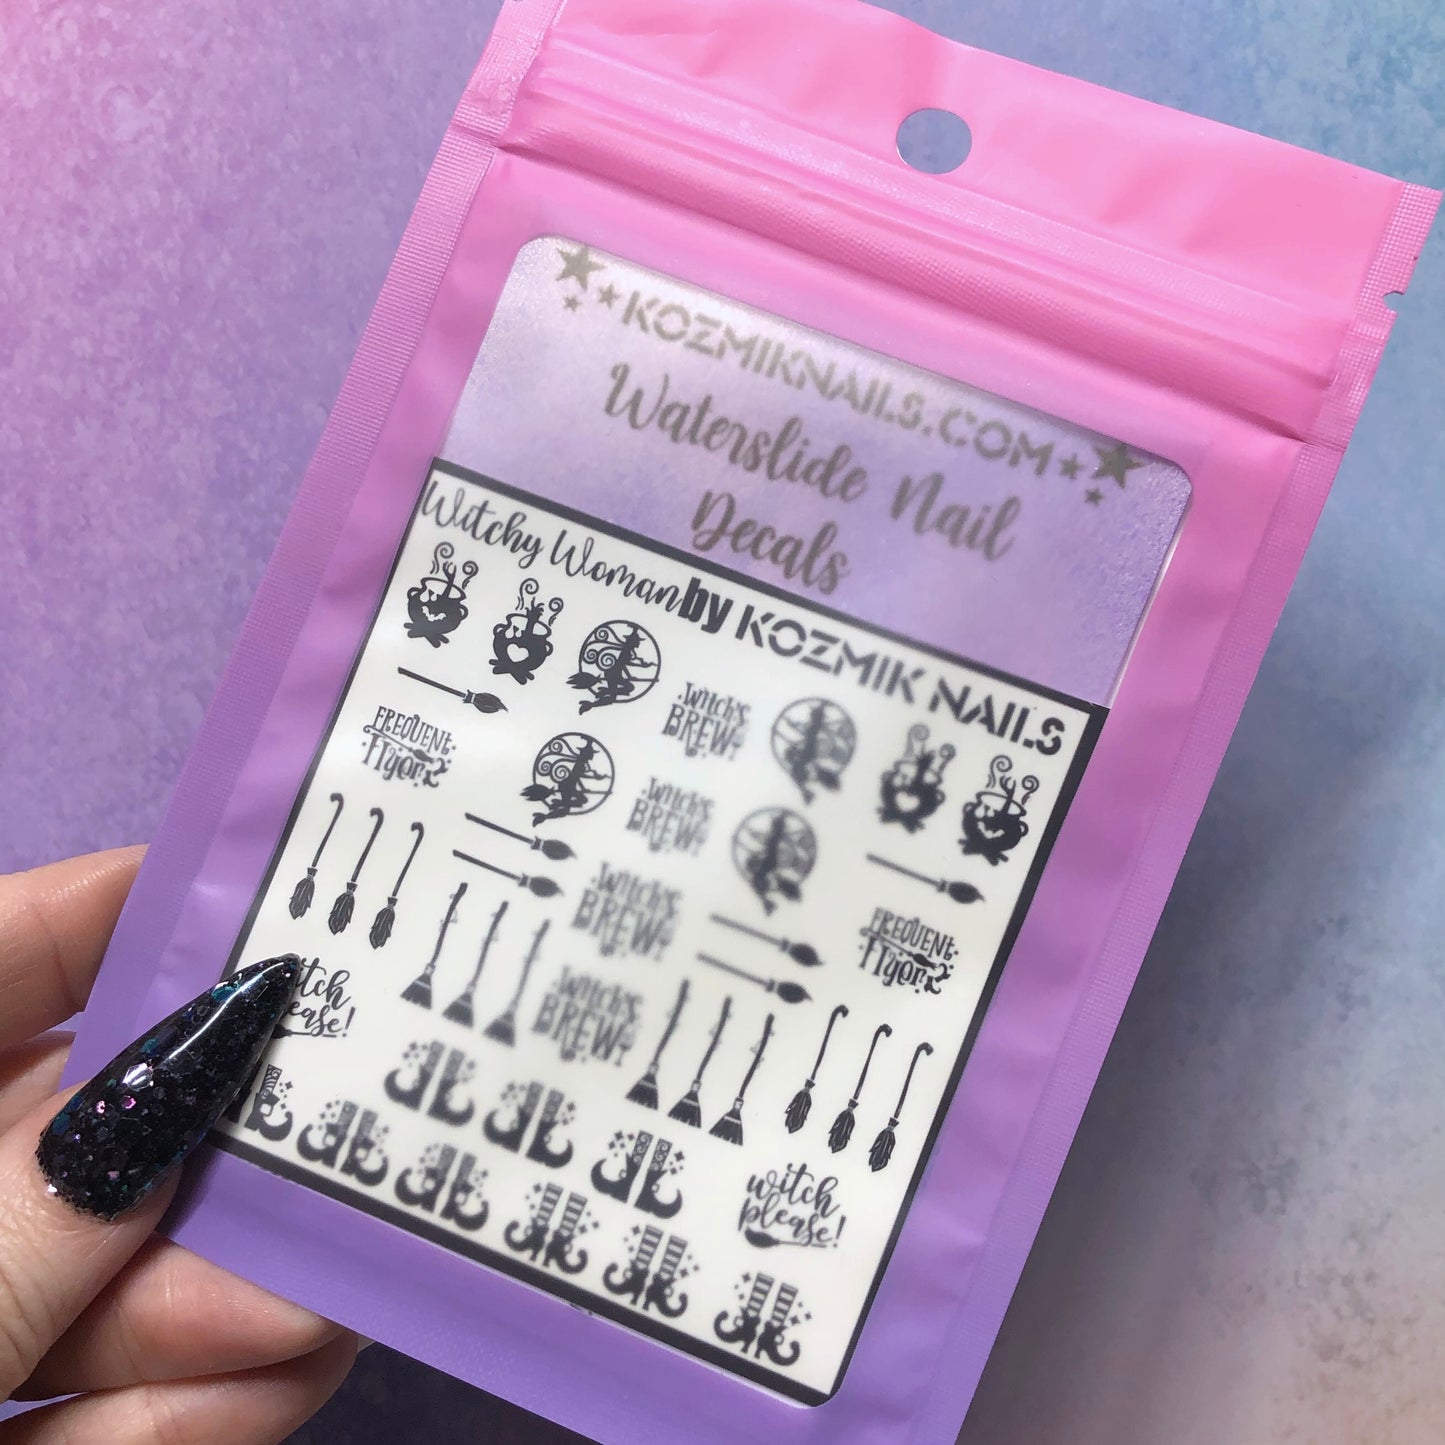 KOZMIKNAILS.COM
Waterslide Nail
Decals
Witchy Woman by KOZMIK NAILS
WITCH'S
BREW
FREQUENT
Flyer
WITCH'S
BREW
WITCH'S
BREW
FREQUENT
Flyer
WITCH'S
BREW
witch
please!
witch
please!